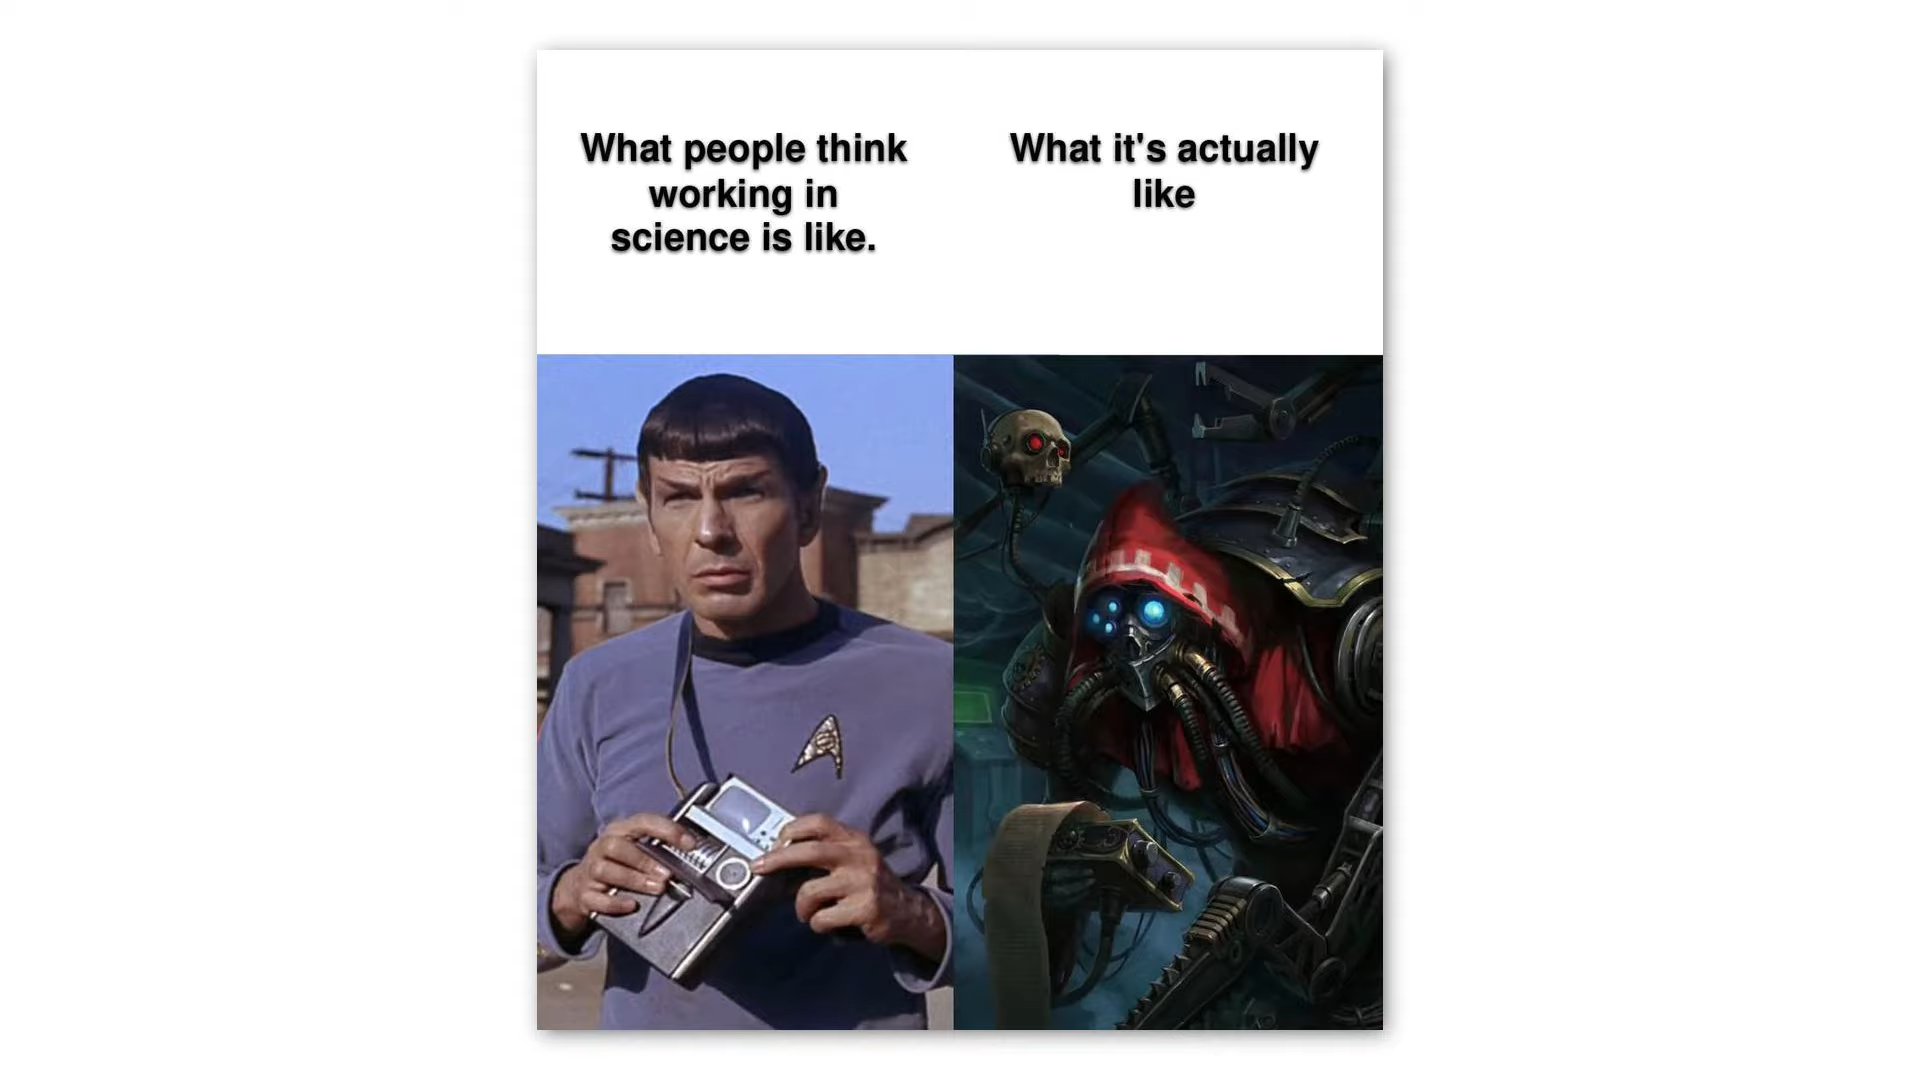 What people think
working in
science is like.
What it's actually
like